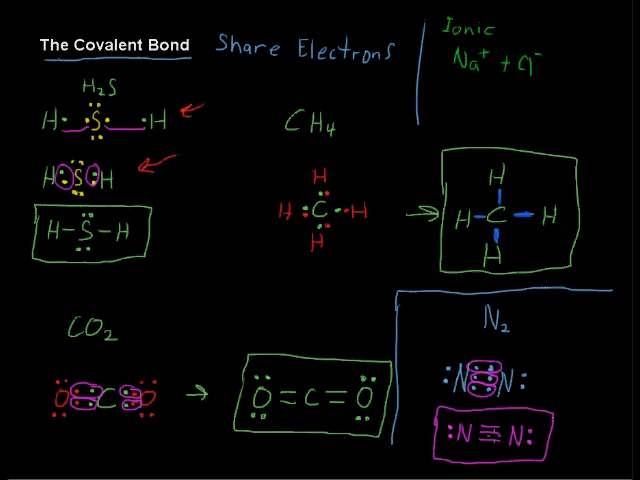 The Covalent Bond Share Electrons
Ionic
Na⁺ + Cl⁻
H₂S
H· ·S· ·H
H:S:H
H–S–H
CH₄
H
H:C··H
H
H
H–C–H
H
CO₂
O::C::O
O=C=O
N₂
:N:::N:
:N≡N: